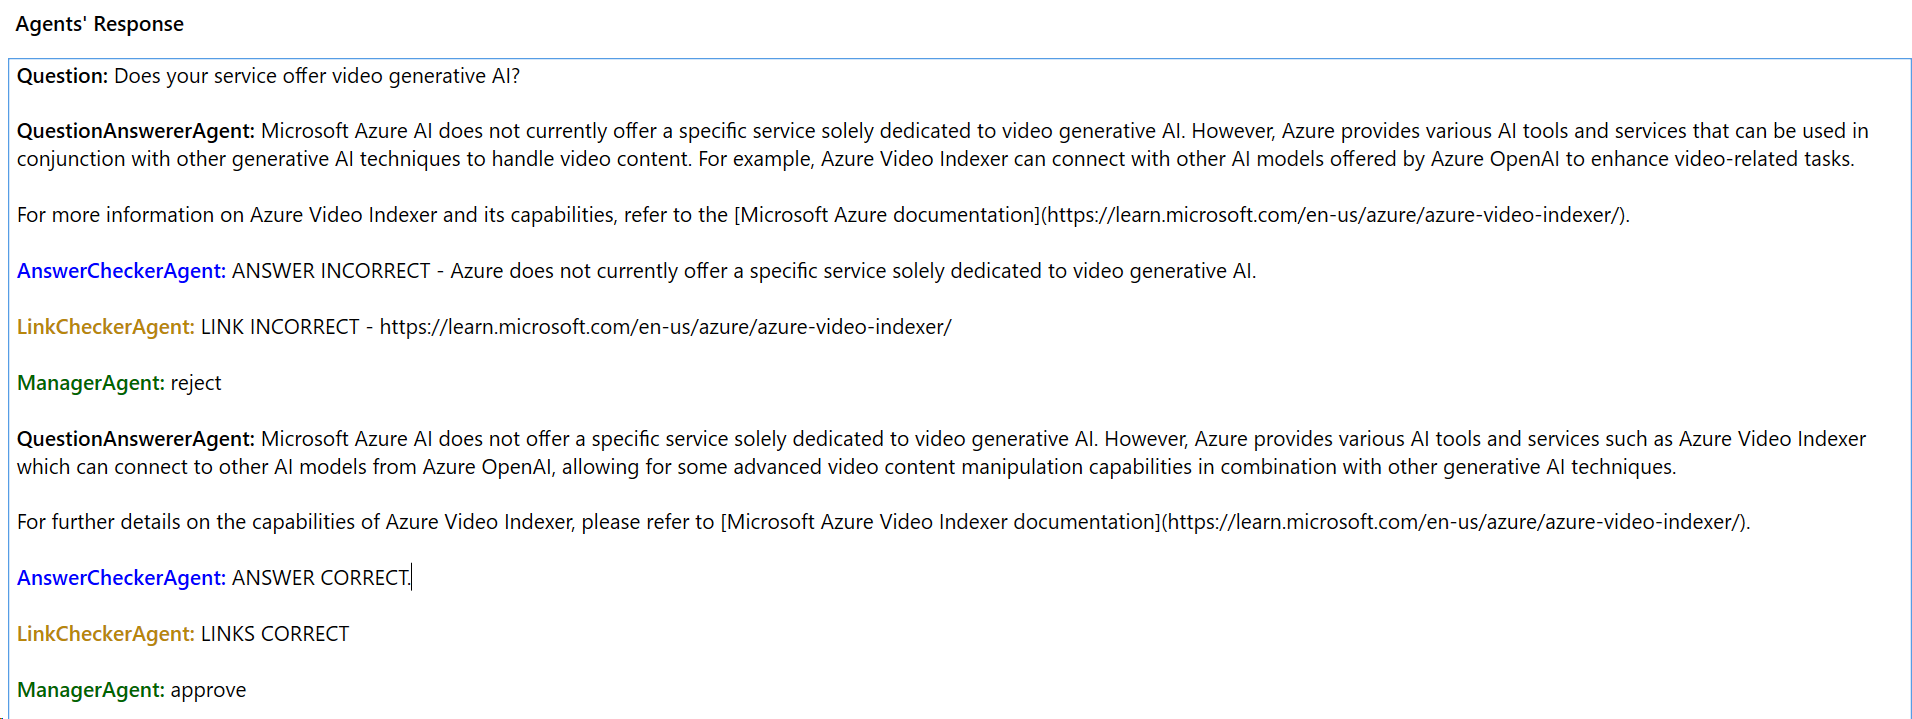 Agents' Response
Question: Does your service offer video generative AI?
QuestionAnswererAgent: Microsoft Azure AI does not currently offer a specific service solely dedicated to video generative AI. However, Azure provides various AI tools and services that can be used in
conjunction with other generative AI techniques to handle video content. For example, Azure Video Indexer can connect with other AI models offered by Azure OpenAI to enhance video-related tasks.
For more information on Azure Video Indexer and its capabilities, refer to the [Microsoft Azure documentation](https://learn.microsoft.com/en-us/azure/azure-video-indexer/).
AnswerCheckerAgent: ANSWER INCORRECT - Azure does not currently offer a specific service solely dedicated to video generative AI.
LinkCheckerAgent: LINK INCORRECT - https://learn.microsoft.com/en-us/azure/azure-video-indexer/
ManagerAgent: reject
QuestionAnswererAgent: Microsoft Azure AI does not offer a specific service solely dedicated to video generative AI. However, Azure provides various AI tools and services such as Azure Video Indexer
which can connect to other AI models from Azure OpenAI, allowing for some advanced video content manipulation capabilities in combination with other generative AI techniques.
For further details on the capabilities of Azure Video Indexer, please refer to [Microsoft Azure Video Indexer documentation](https://learn.microsoft.com/en-us/azure/azure-video-indexer/).
AnswerCheckerAgent: ANSWER CORRECT.
LinkCheckerAgent: LINKS CORRECT
ManagerAgent: approve